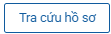 Tra cứu hồ sơ